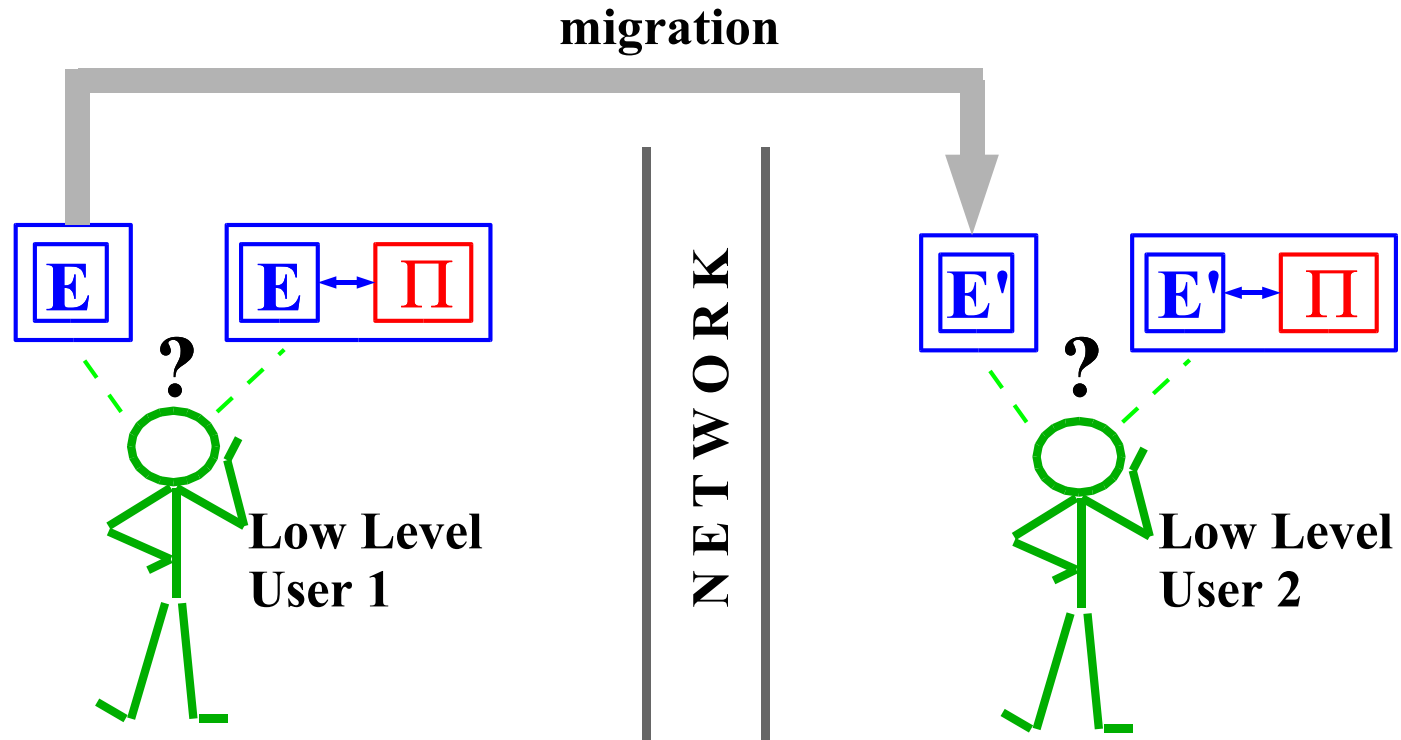 migration
E
E Π
?
Low Level
User 1
NETWORK
E'
E' Π
?
Low Level
User 2